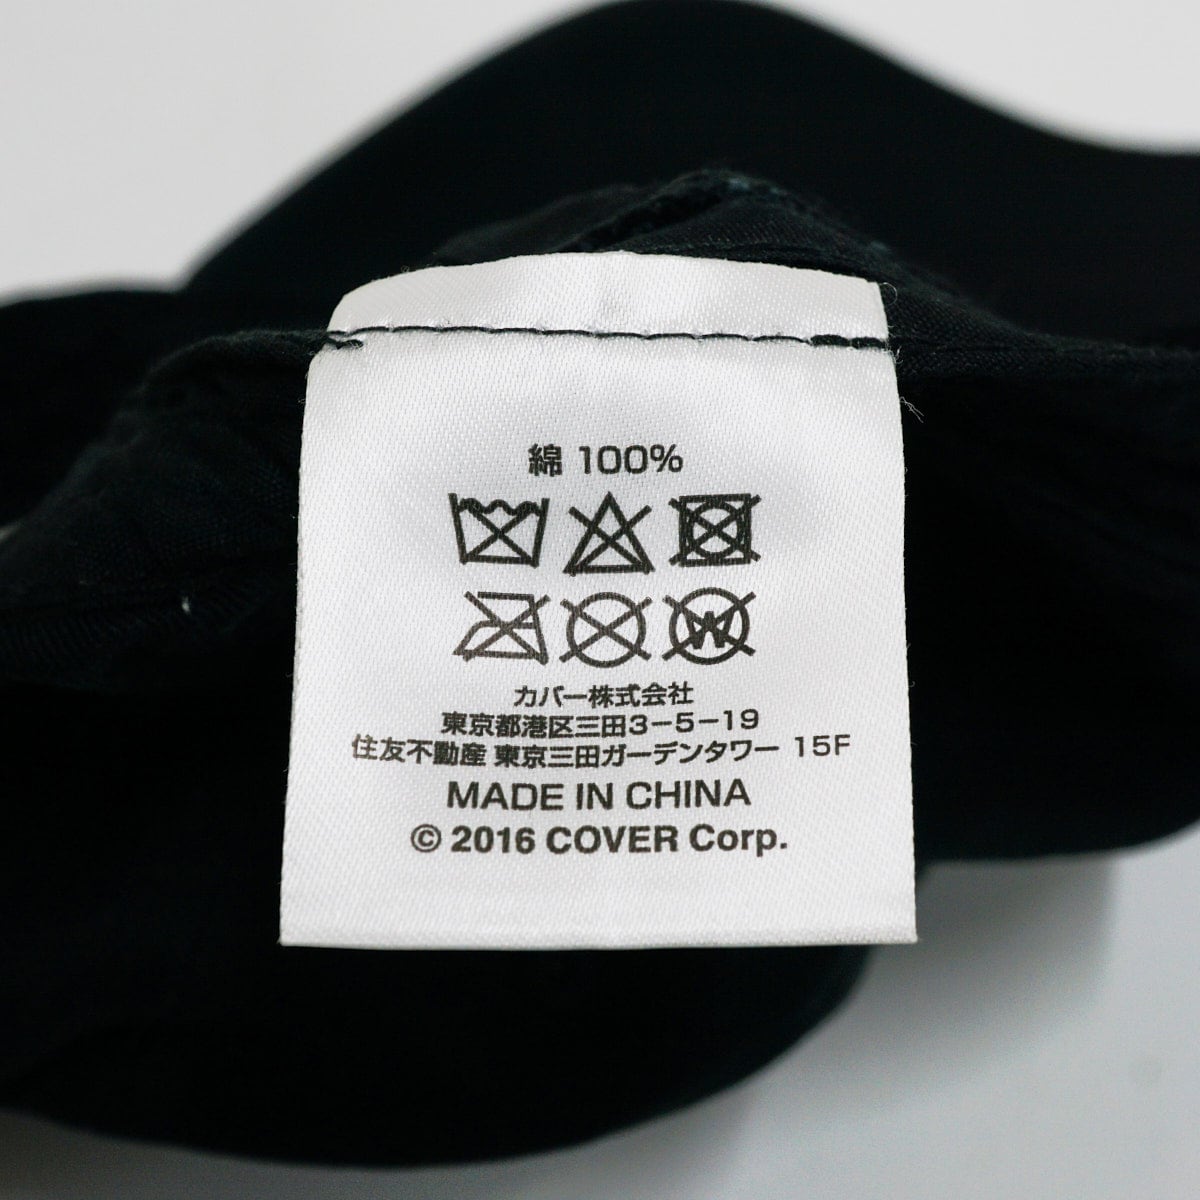 綿 100%
W
カバー株式会社
東京都港区三田3-5-19
住友不動産 東京三田ガーデンタワー 15F
MADE IN CHINA
© 2016 COVER Corp.